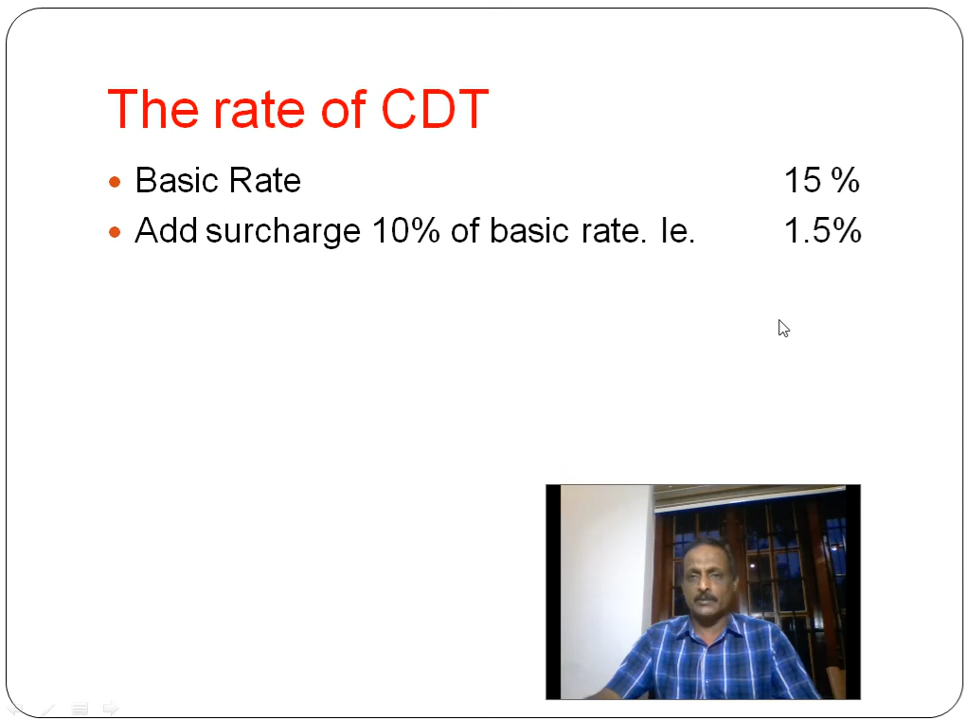 The rate of CDT
Basic Rate 15 %
Add surcharge 10% of basic rate. Ie. 1.5%